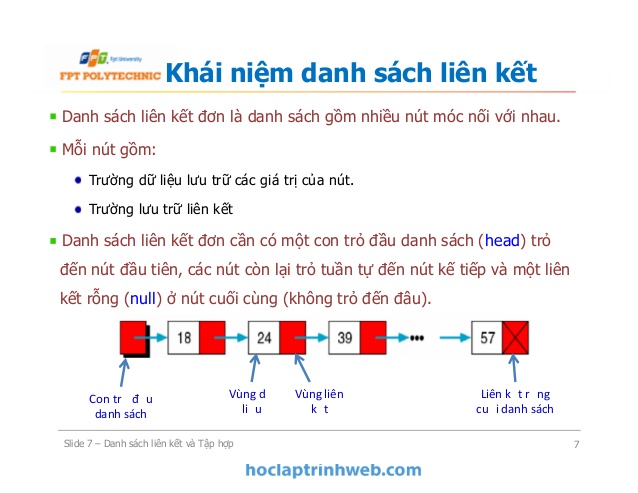 FPT Fpt University
FPT POLYTECHNIC
Khái niệm danh sách liên kết
Danh sách liên kết đơn là danh sách gồm nhiều nút móc nối với nhau.
Mỗi nút gồm:
Trường dữ liệu lưu trữ các giá trị của nút.
Trường lưu trữ liên kết
Danh sách liên kết đơn cần có một con trỏ đầu danh sách (head) trỏ
đến nút đầu tiên, các nút còn lại trỏ tuần tự đến nút kế tiếp và một liên
kết rỗng (null) ở nút cuối cùng (không trỏ đến đâu).
18 24 39 ••• 57
Con tr đ u
danh sách
Vùng d
li u
Vùng liên
k t
Liên k t r ng
cu i danh sách
Slide 7 – Danh sách liên kết và Tập hợp
7
hoclaptrinhweb.com